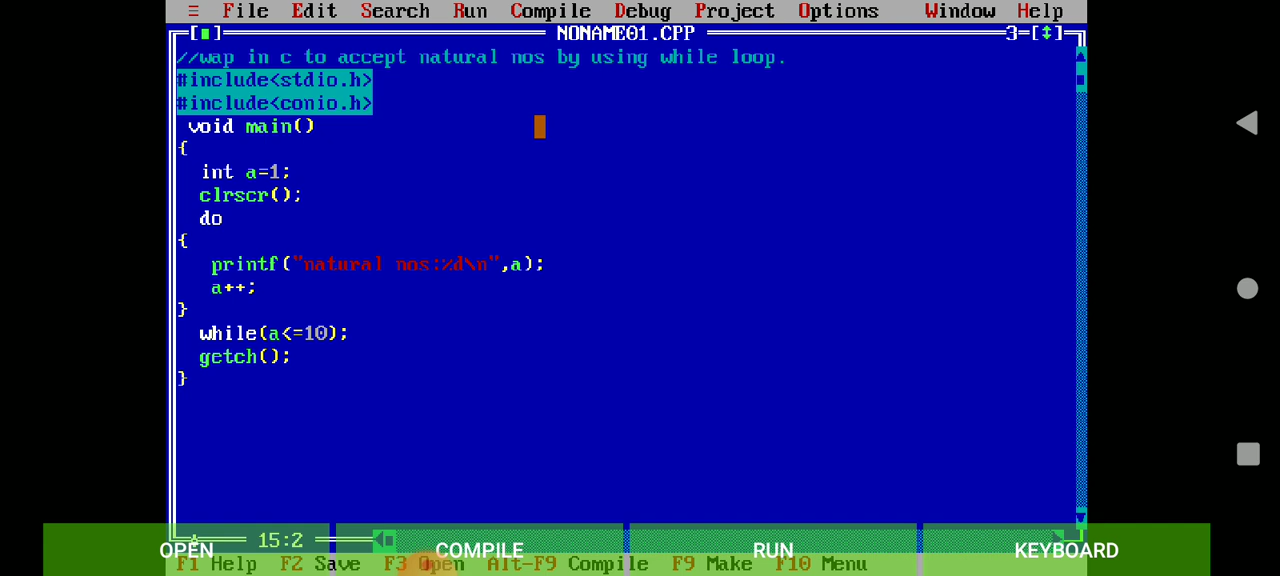 ≡ File Edit Search Run Compile Debug Project Options Window Help
[■] NONAME01.CPP 3=[↕]
//wap in c to accept natural nos by using while loop.
#include<stdio.h>
#include<conio.h>
void main()
{
int a=1;
clrscr();
do
{
printf("natural nos:%d\n",a);
a++;
}
while(a<=10);
getch();
}
15:2
OPEN COMPILE RUN KEYBOARD
F1 Help F2 Save F3 Open Alt-F9 Compile F9 Make F10 Menu